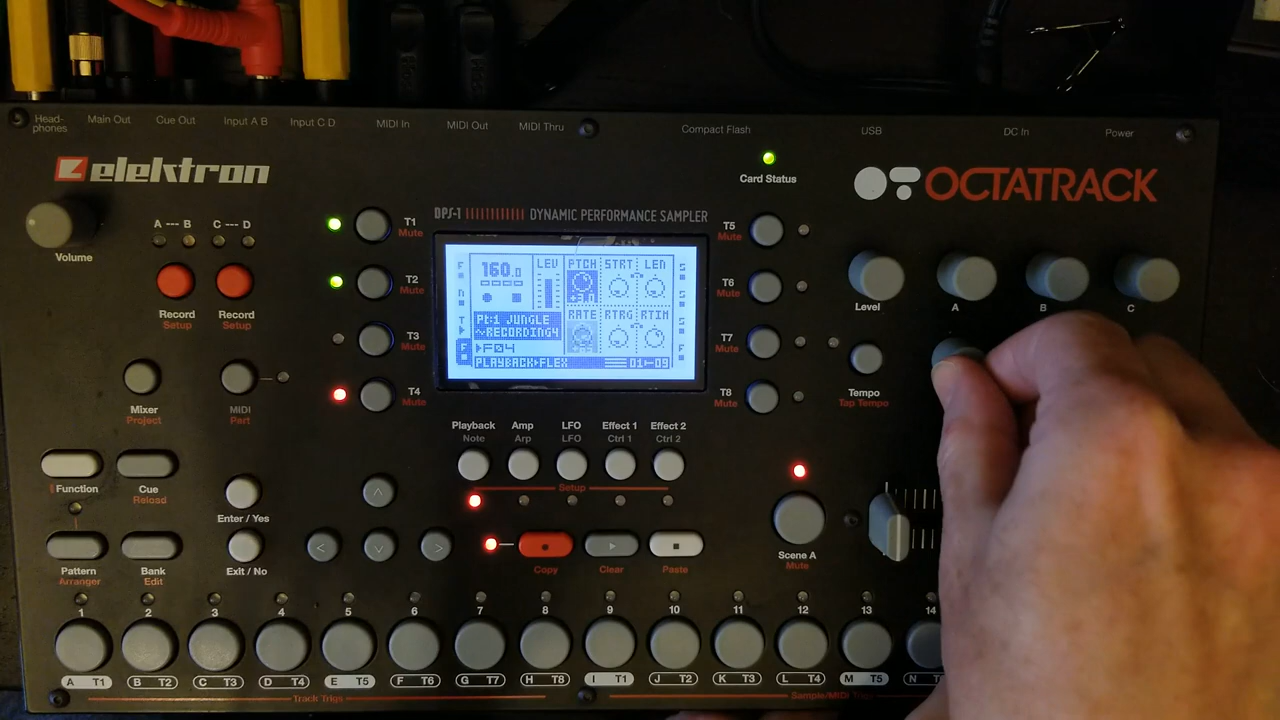 Head-
phones
Main Out
Cue Out
Input A B
Input C D
MIDI In
MIDI Out
MIDI Thru
Compact Flash
USB
DC In
Power
elektron
Card Status
OCTATRACK
DPS-1 DYNAMIC PERFORMANCE SAMPLER
Volume
A --- B
C --- D
Record
Setup
Record
Setup
T1
Mute
T2
Mute
T3
Mute
T4
Mute
160.0
LEV
PTCH
STRT
LEN
+3.0
RATE
RTRG
RTIM
Pt:1 JUNGLE
~RECORDING4
F04
PLAYBACK▸FLEX
01-09
T5
Mute
T6
Mute
T7
Mute
T8
Mute
Level
A
B
C
Tempo
Tap Tempo
Mixer
Project
MIDI
Part
Playback
Note
Amp
Arp
LFO
LFO
Effect 1
Ctrl 1
Effect 2
Ctrl 2
Setup
Function
Cue
Reload
Enter / Yes
Exit / No
Pattern
Arranger
Bank
Edit
Copy
Clear
Paste
Scene A
Mute
1 2 3 4 5 6 7 8 9 10 11 12 13 14
A T1 B T2 C T3 D T4 E T5 F T6 G T7 H T8 I T1 J T2 K T3 L T4 M T5 N
Track Trigs
Sample/MIDI